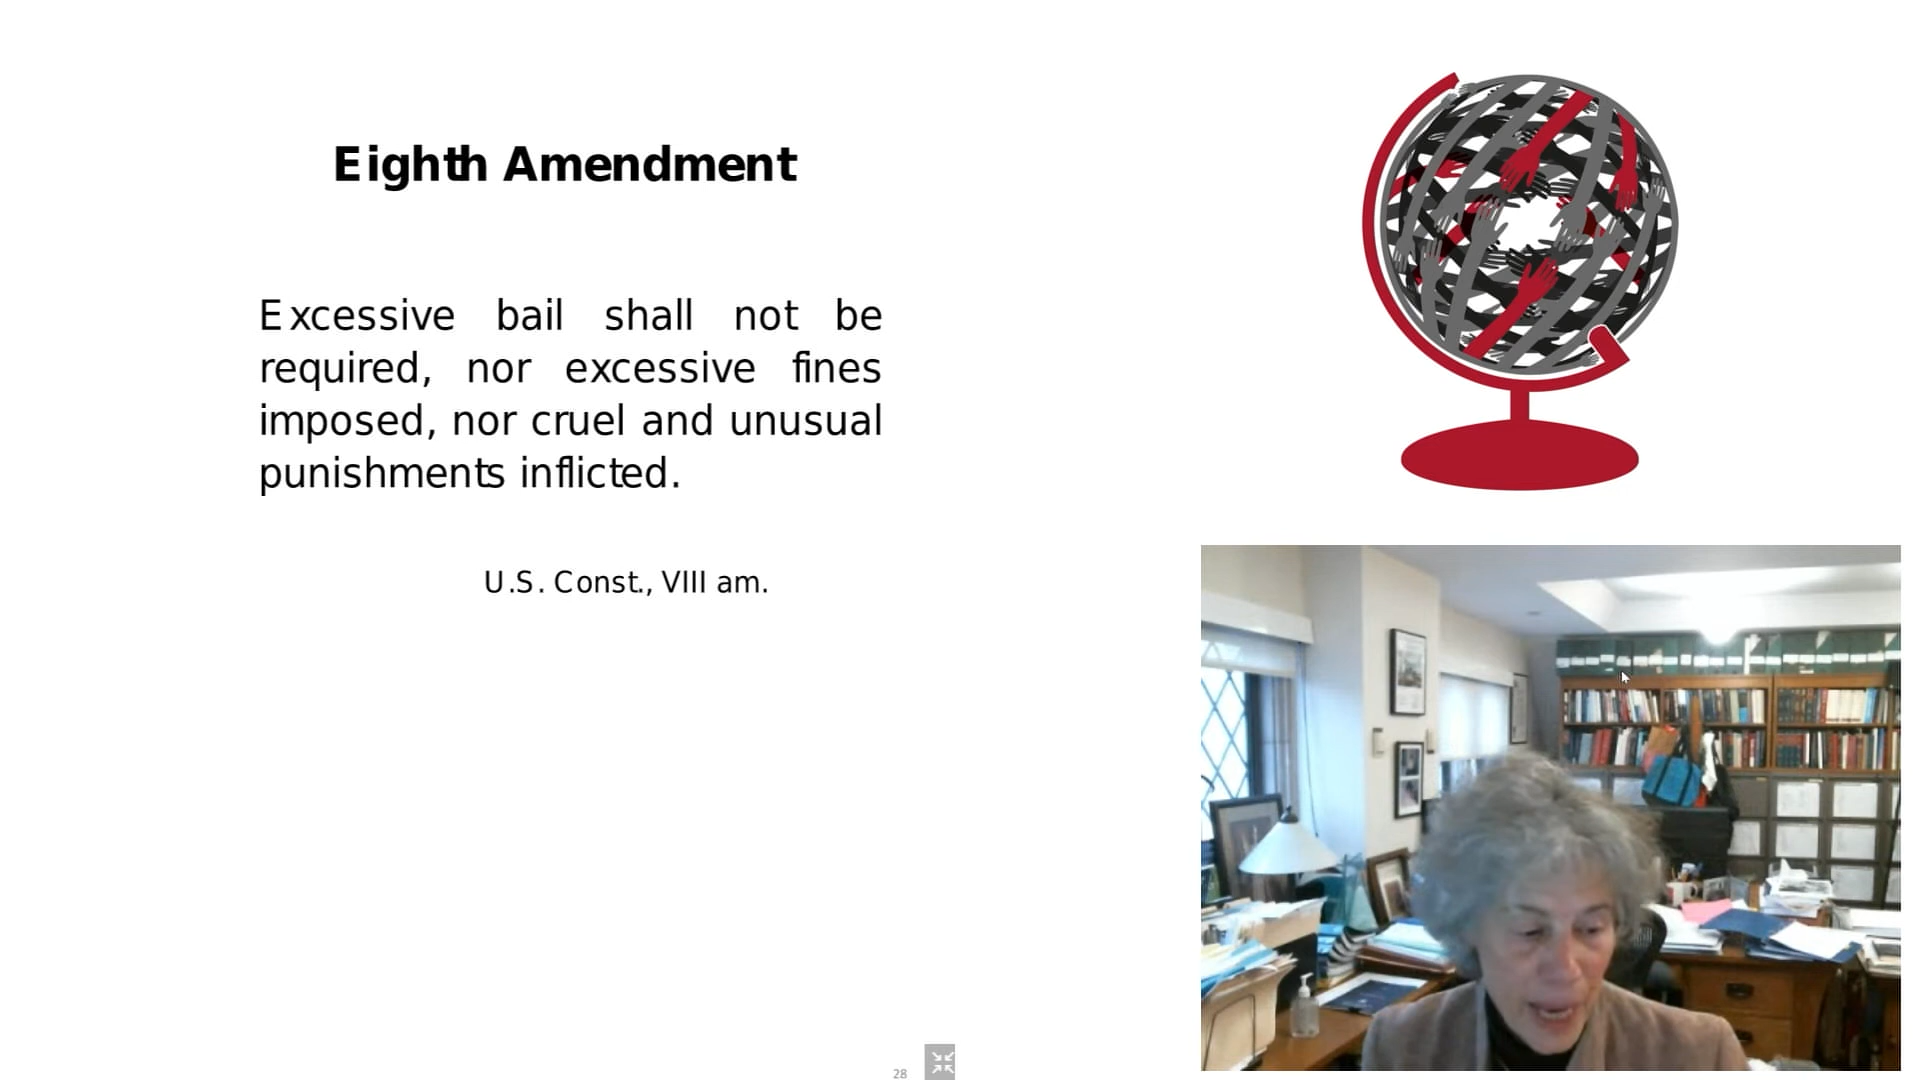 Eighth Amendment
Excessive bail shall not be
required, nor excessive fines
imposed, nor cruel and unusual
punishments inflicted.
U.S. Const., VIII am.
28